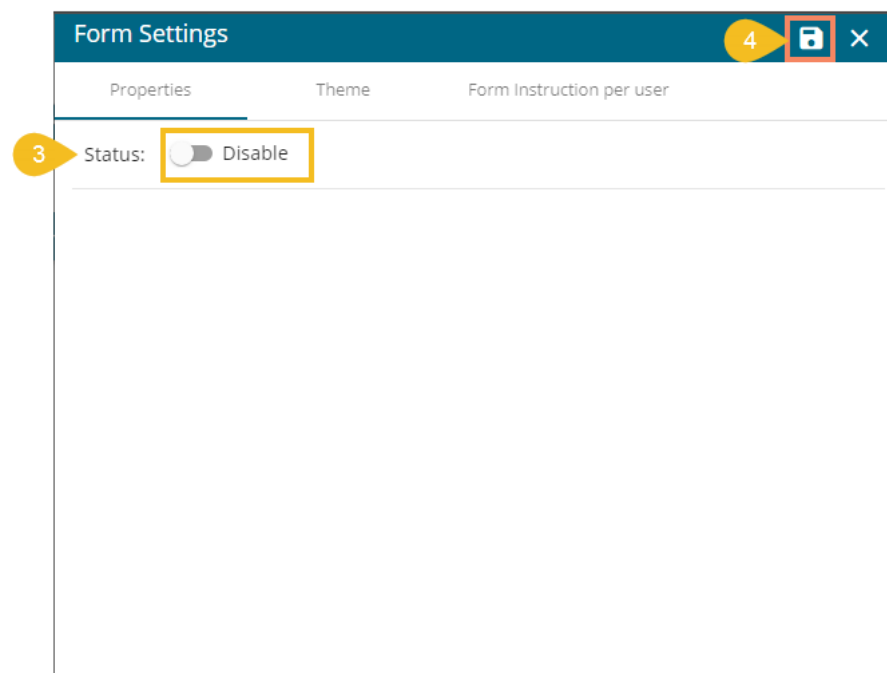 Form Settings
4
Properties Theme Form Instruction per user
3 Status: Disable